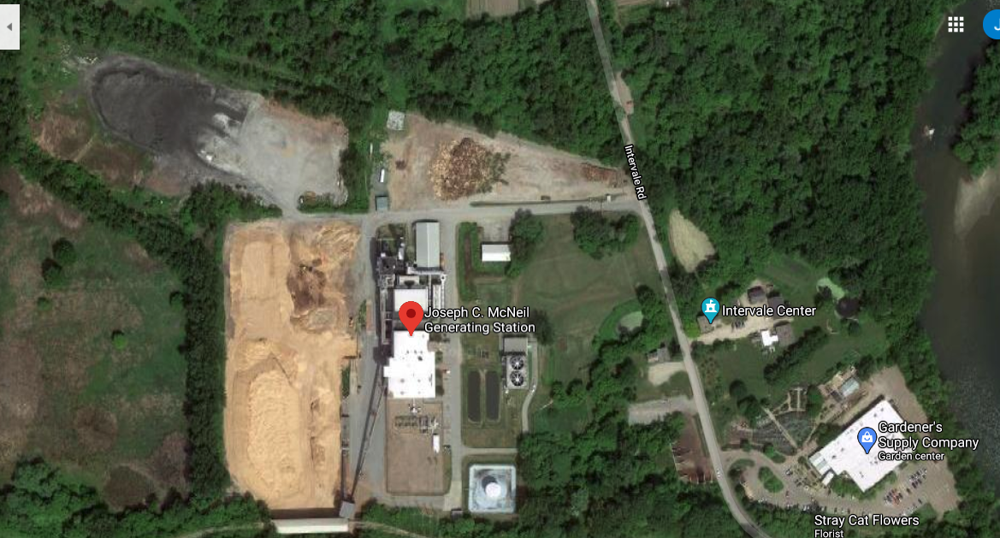 J
Intervale Rd
Joseph C. McNeil
Generating Station
Intervale Center
Gardener's
Supply Company
Garden center
Stray Cat Flowers
Florist